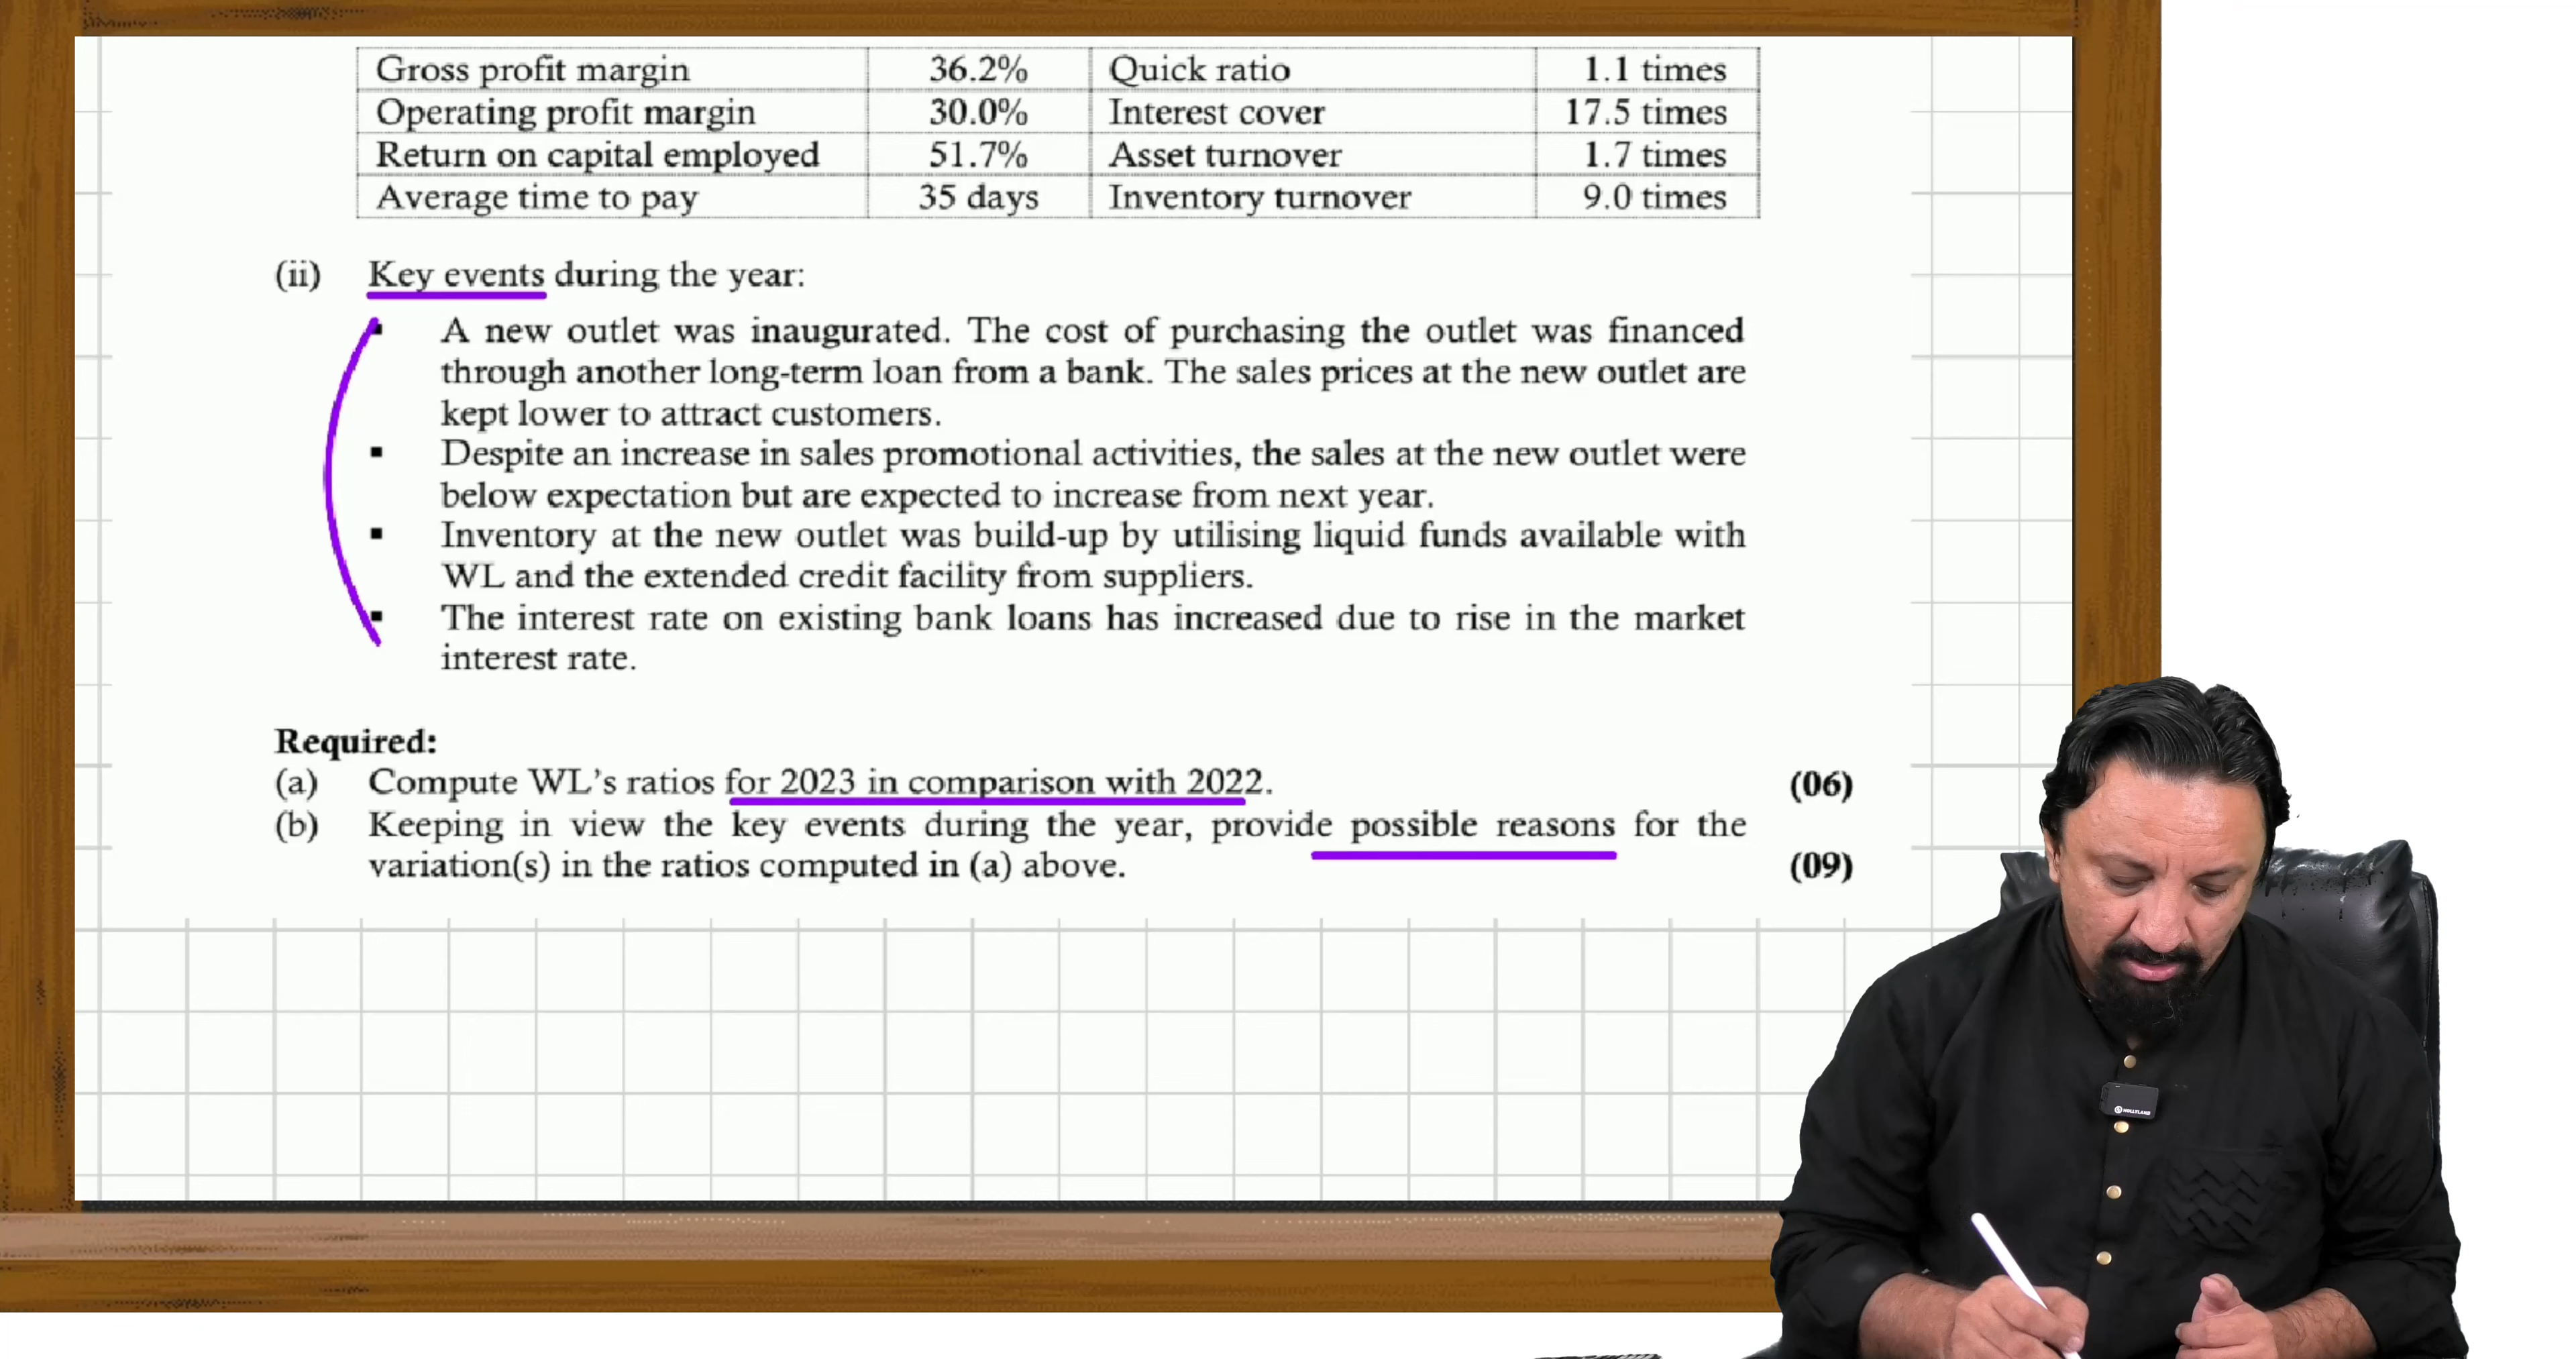 Gross profit margin 36.2% Quick ratio 1.1 times
Operating profit margin 30.0% Interest cover 17.5 times
Return on capital employed 51.7% Asset turnover 1.7 times
Average time to pay 35 days Inventory turnover 9.0 times
(ii) Key events during the year:
▪ A new outlet was inaugurated. The cost of purchasing the outlet was financed
through another long-term loan from a bank. The sales prices at the new outlet are
kept lower to attract customers.
▪ Despite an increase in sales promotional activities, the sales at the new outlet were
below expectation but are expected to increase from next year.
▪ Inventory at the new outlet was build-up by utilising liquid funds available with
WL and the extended credit facility from suppliers.
▪ The interest rate on existing bank loans has increased due to rise in the market
interest rate.
Required:
(a) Compute WL's ratios for 2023 in comparison with 2022. (06)
(b) Keeping in view the key events during the year, provide possible reasons for the
variation(s) in the ratios computed in (a) above. (09)
HOLLYLAND